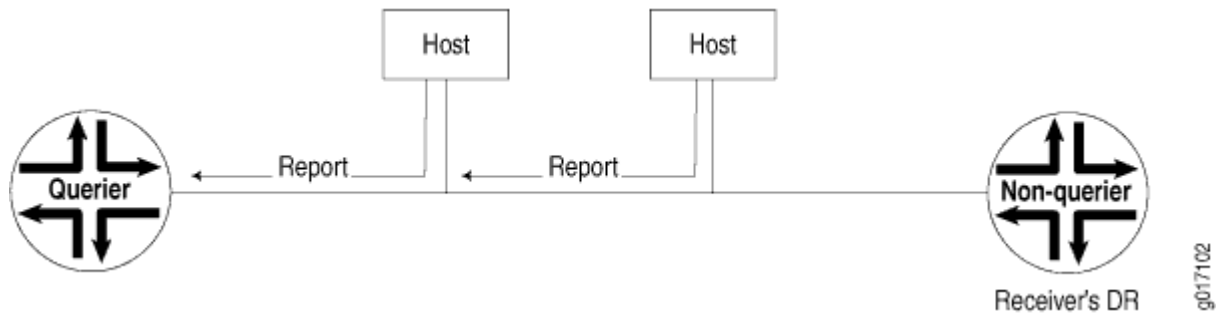 Host
Host
Report
Report
Querier
Non-querier
Receiver's DR
g017102